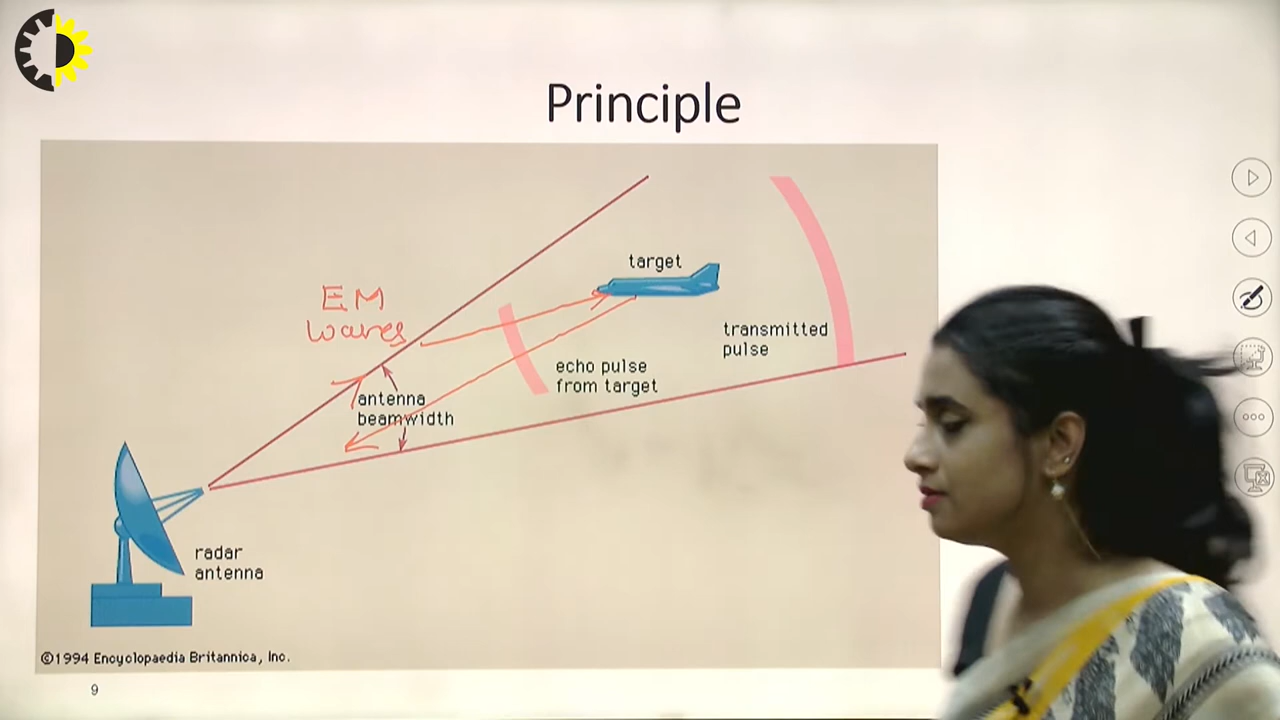 Principle
target
EM
waves
transmitted
pulse
echo pulse
from target
antenna
beamwidth
radar
antenna
©1994 Encyclopaedia Britannica, Inc.
9